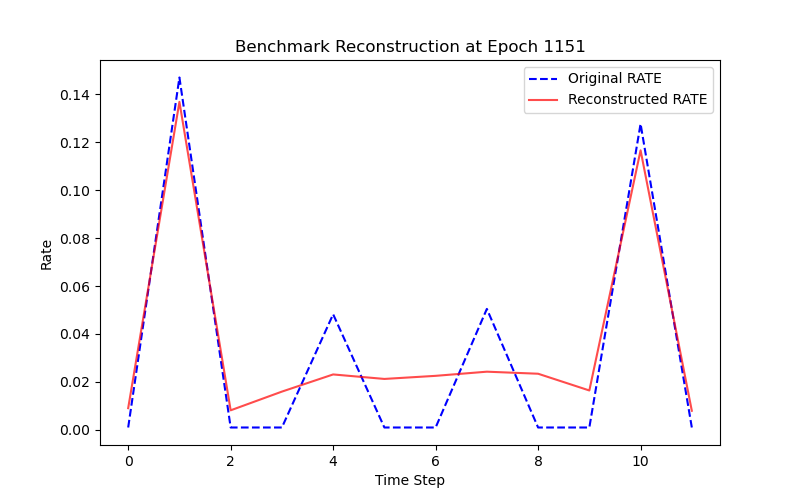 Benchmark Reconstruction at Epoch 1151
Original RATE
Reconstructed RATE
0.14
0.12
0.10
0.08
0.06
0.04
0.02
0.00
Rate
0 2 4 6 8 10
Time Step